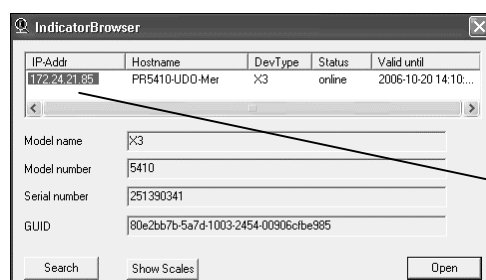 IndicatorBrowser
IP-Addr Hostname DevType Status Valid until
172.24.21.85 PR5410-UDO-Mer X3 online 2006-10-20 14:10:...
Model name X3
Model number 5410
Serial number 251390341
GUID 80e2bb7b-5a7d-1003-2454-00906cfbe985
Search Show Scales Open